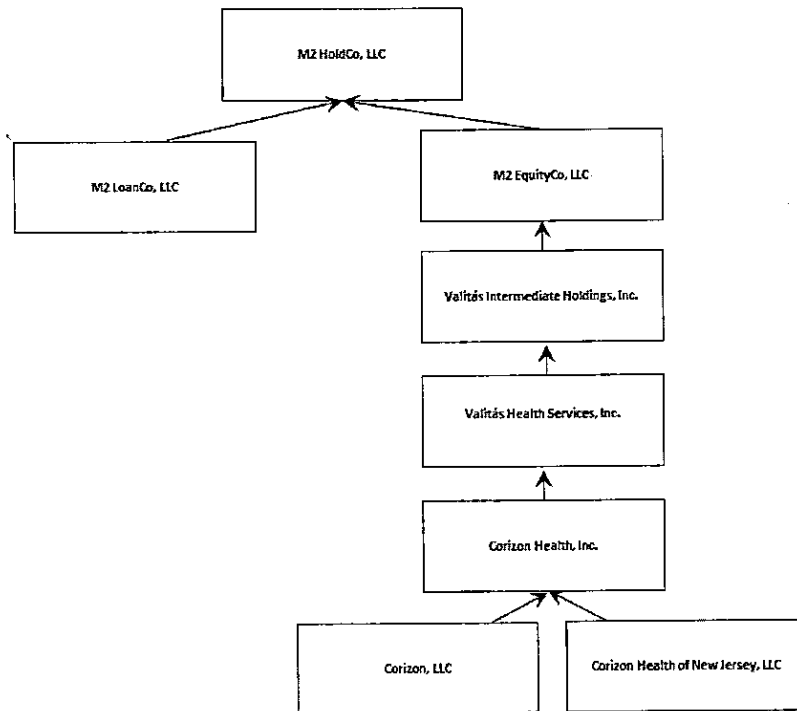 M2 HoldCo, LLC
M2 LoanCo, LLC
M2 EquityCo, LLC
Valitás Intermediate Holdings, Inc.
Valitás Health Services, Inc.
Corizon Health, Inc.
Corizon, LLC
Corizon Health of New Jersey, LLC